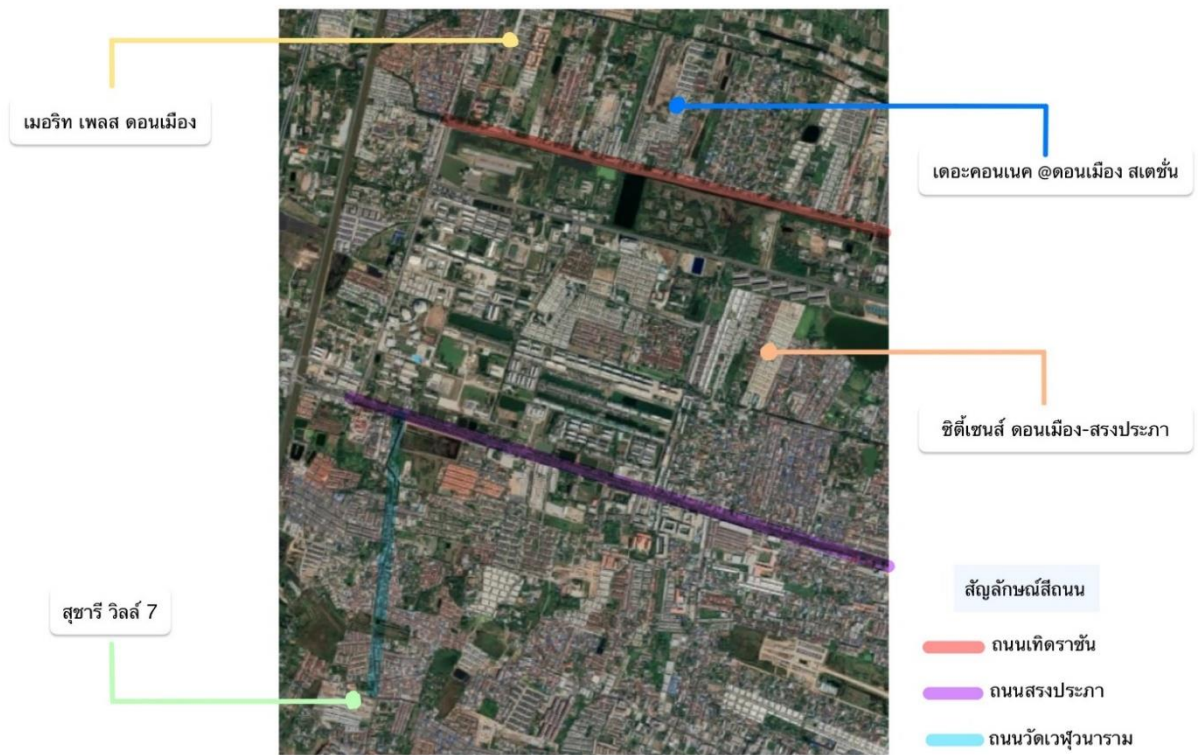 เมอริท เพลส ดอนเมือง
เดอะคอนเนค @ดอนเมือง สเตชั่น
ซิตี้เซนส์ ดอนเมือง-สรงประภา
สุชารี วิลล์ 7
สัญลักษณ์สีถนน
ถนนเทิดราชัน
ถนนสรงประภา
ถนนวัดเวฬุวนาราม